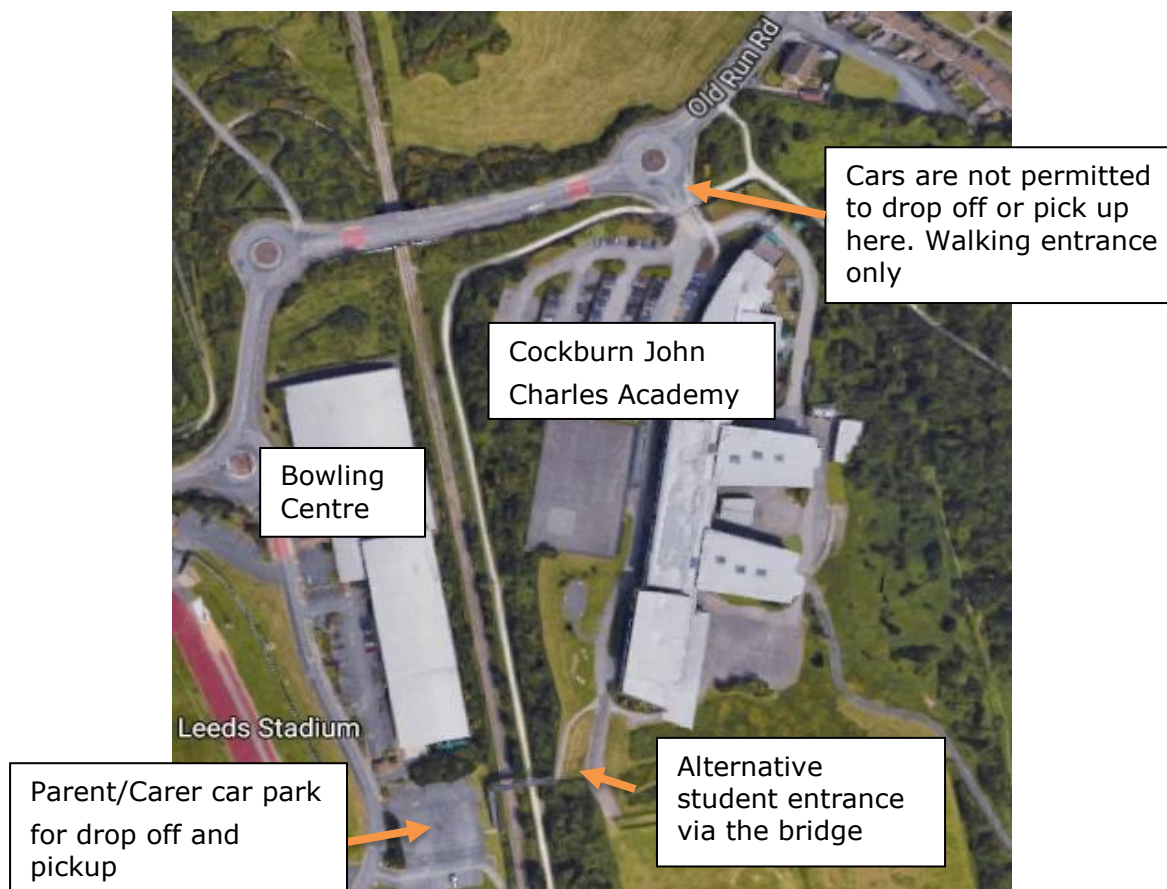 Old Run Rd
Cars are not permitted
to drop off or pick up
here. Walking entrance
only
Cockburn John
Charles Academy
Bowling
Centre
Leeds Stadium
Parent/Carer car park
for drop off and
pickup
Alternative
student entrance
via the bridge